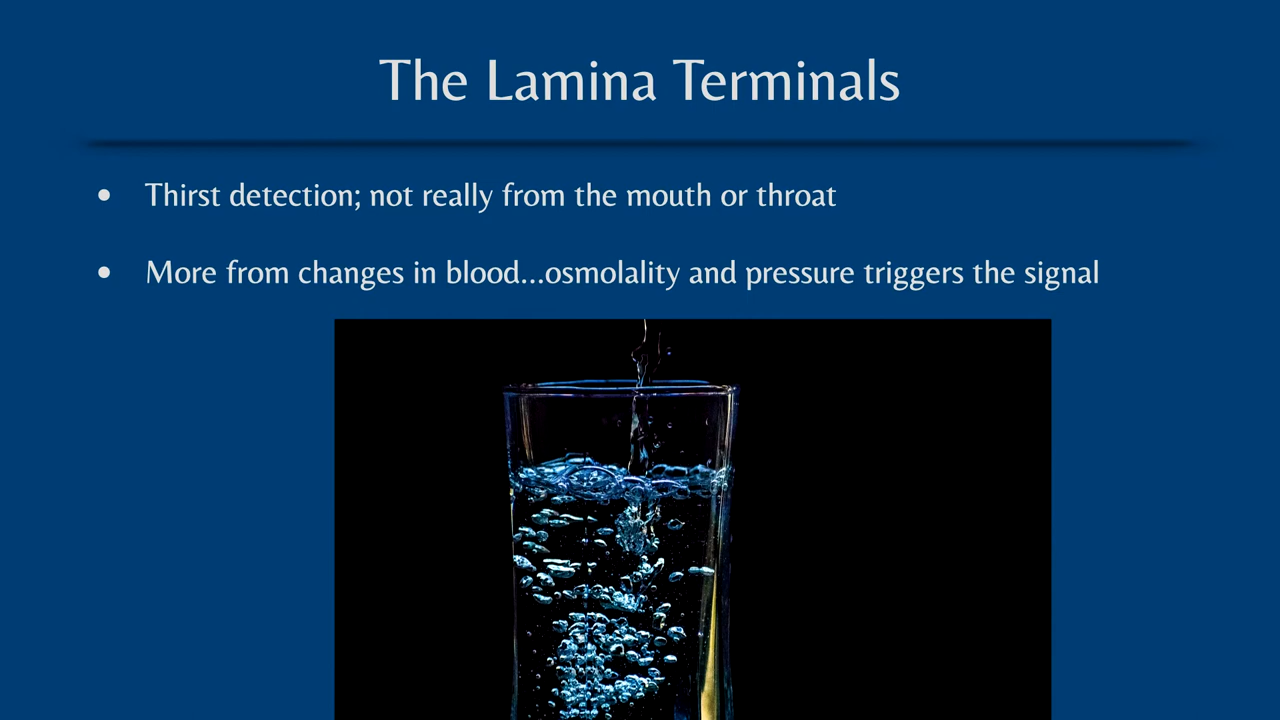 The Lamina Terminals
• Thirst detection; not really from the mouth or throat
• More from changes in blood...osmolality and pressure triggers the signal